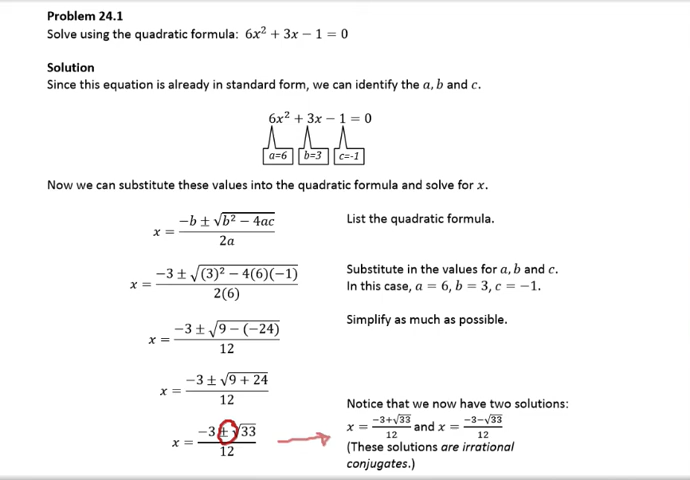 Problem 24.1
Solve using the quadratic formula: 6x² + 3x − 1 = 0
Solution
Since this equation is already in standard form, we can identify the a, b and c.
6x² + 3x − 1 = 0
a=6 b=3 c=-1
Now we can substitute these values into the quadratic formula and solve for x.
x = (−b ± √(b² − 4ac)) / 2a List the quadratic formula.
x = (−3 ± √((3)² − 4(6)(−1))) / 2(6) Substitute in the values for a, b and c.
In this case, a = 6, b = 3, c = −1.
x = (−3 ± √(9 − (−24))) / 12 Simplify as much as possible.
x = (−3 ± √(9 + 24)) / 12
x = (−3 ± √33) / 12 Notice that we now have two solutions:
x = (−3+√33) / 12 and x = (−3−√33) / 12
(These solutions are irrational
conjugates.)